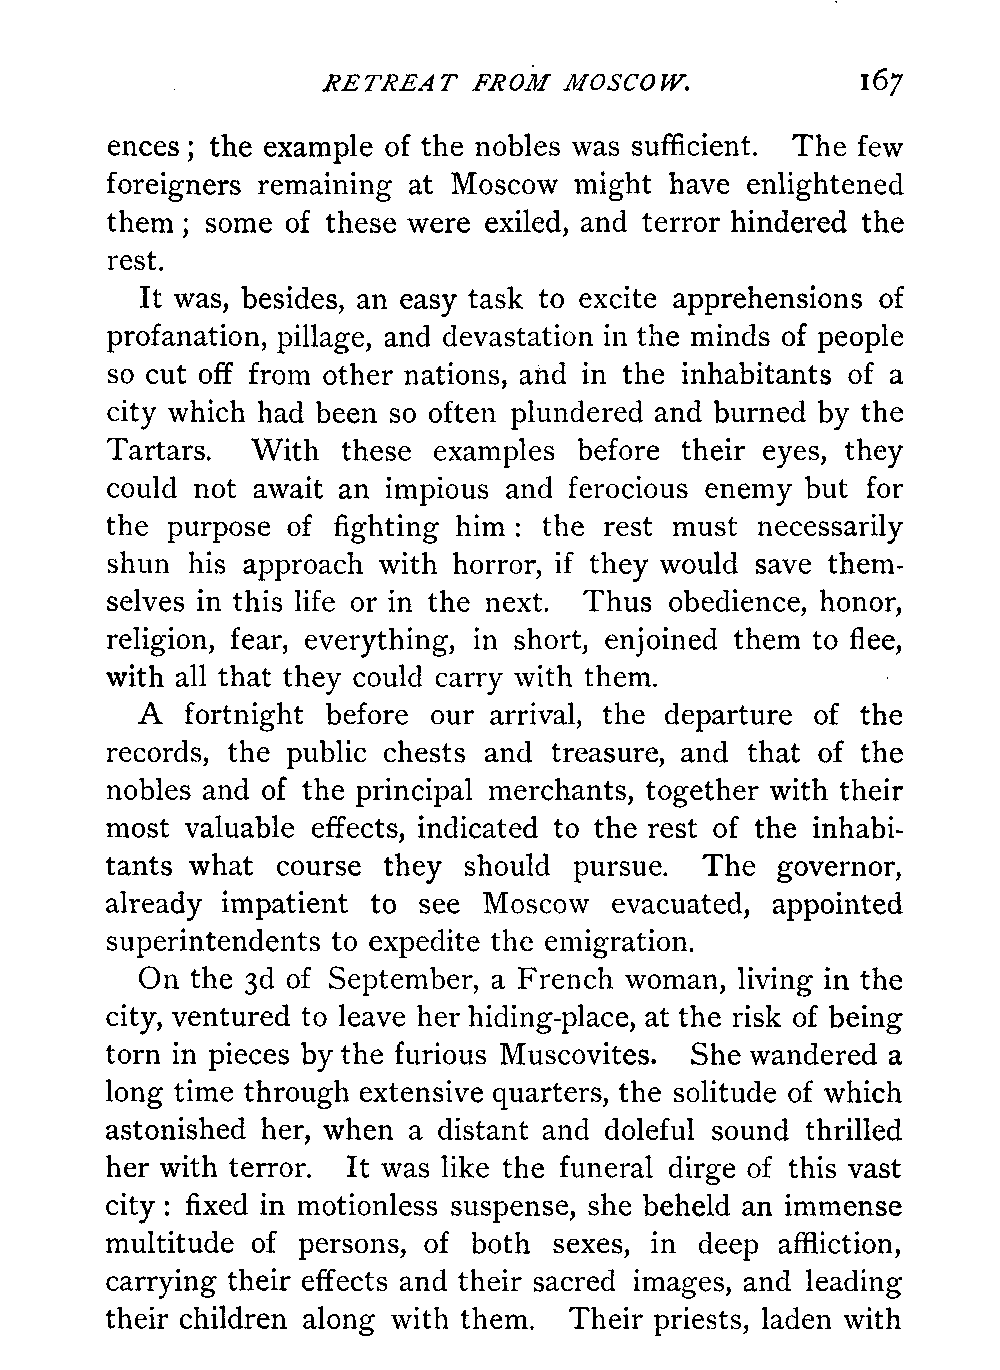 RETREAT FROM MOSCOW. 167
ences; the example of the nobles was sufficient. The few
foreigners remaining at Moscow might have enlightened
them; some of these were exiled, and terror hindered the
rest.
It was, besides, an easy task to excite apprehensions of
profanation, pillage, and devastation in the minds of people
so cut off from other nations, and in the inhabitants of a
city which had been so often plundered and burned by the
Tartars. With these examples before their eyes, they
could not await an impious and ferocious enemy but for
the purpose of fighting him: the rest must necessarily
shun his approach with horror, if they would save them-
selves in this life or in the next. Thus obedience, honor,
religion, fear, everything, in short, enjoined them to flee,
with all that they could carry with them.
A fortnight before our arrival, the departure of the
records, the public chests and treasure, and that of the
nobles and of the principal merchants, together with their
most valuable effects, indicated to the rest of the inhabi-
tants what course they should pursue. The governor,
already impatient to see Moscow evacuated, appointed
superintendents to expedite the emigration.
On the 3d of September, a French woman, living in the
city, ventured to leave her hiding-place, at the risk of being
torn in pieces by the furious Muscovites. She wandered a
long time through extensive quarters, the solitude of which
astonished her, when a distant and doleful sound thrilled
her with terror. It was like the funeral dirge of this vast
city: fixed in motionless suspense, she beheld an immense
multitude of persons, of both sexes, in deep affliction,
carrying their effects and their sacred images, and leading
their children along with them. Their priests, laden with